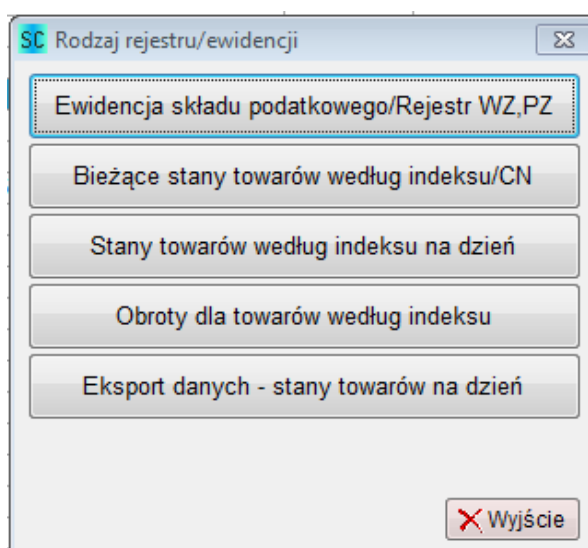 SC Rodzaj rejestru/ewidencji
Ewidencja składu podatkowego/Rejestr WZ,PZ
Bieżące stany towarów według indeksu/CN
Stany towarów według indeksu na dzień
Obroty dla towarów według indeksu
Eksport danych - stany towarów na dzień
Wyjście